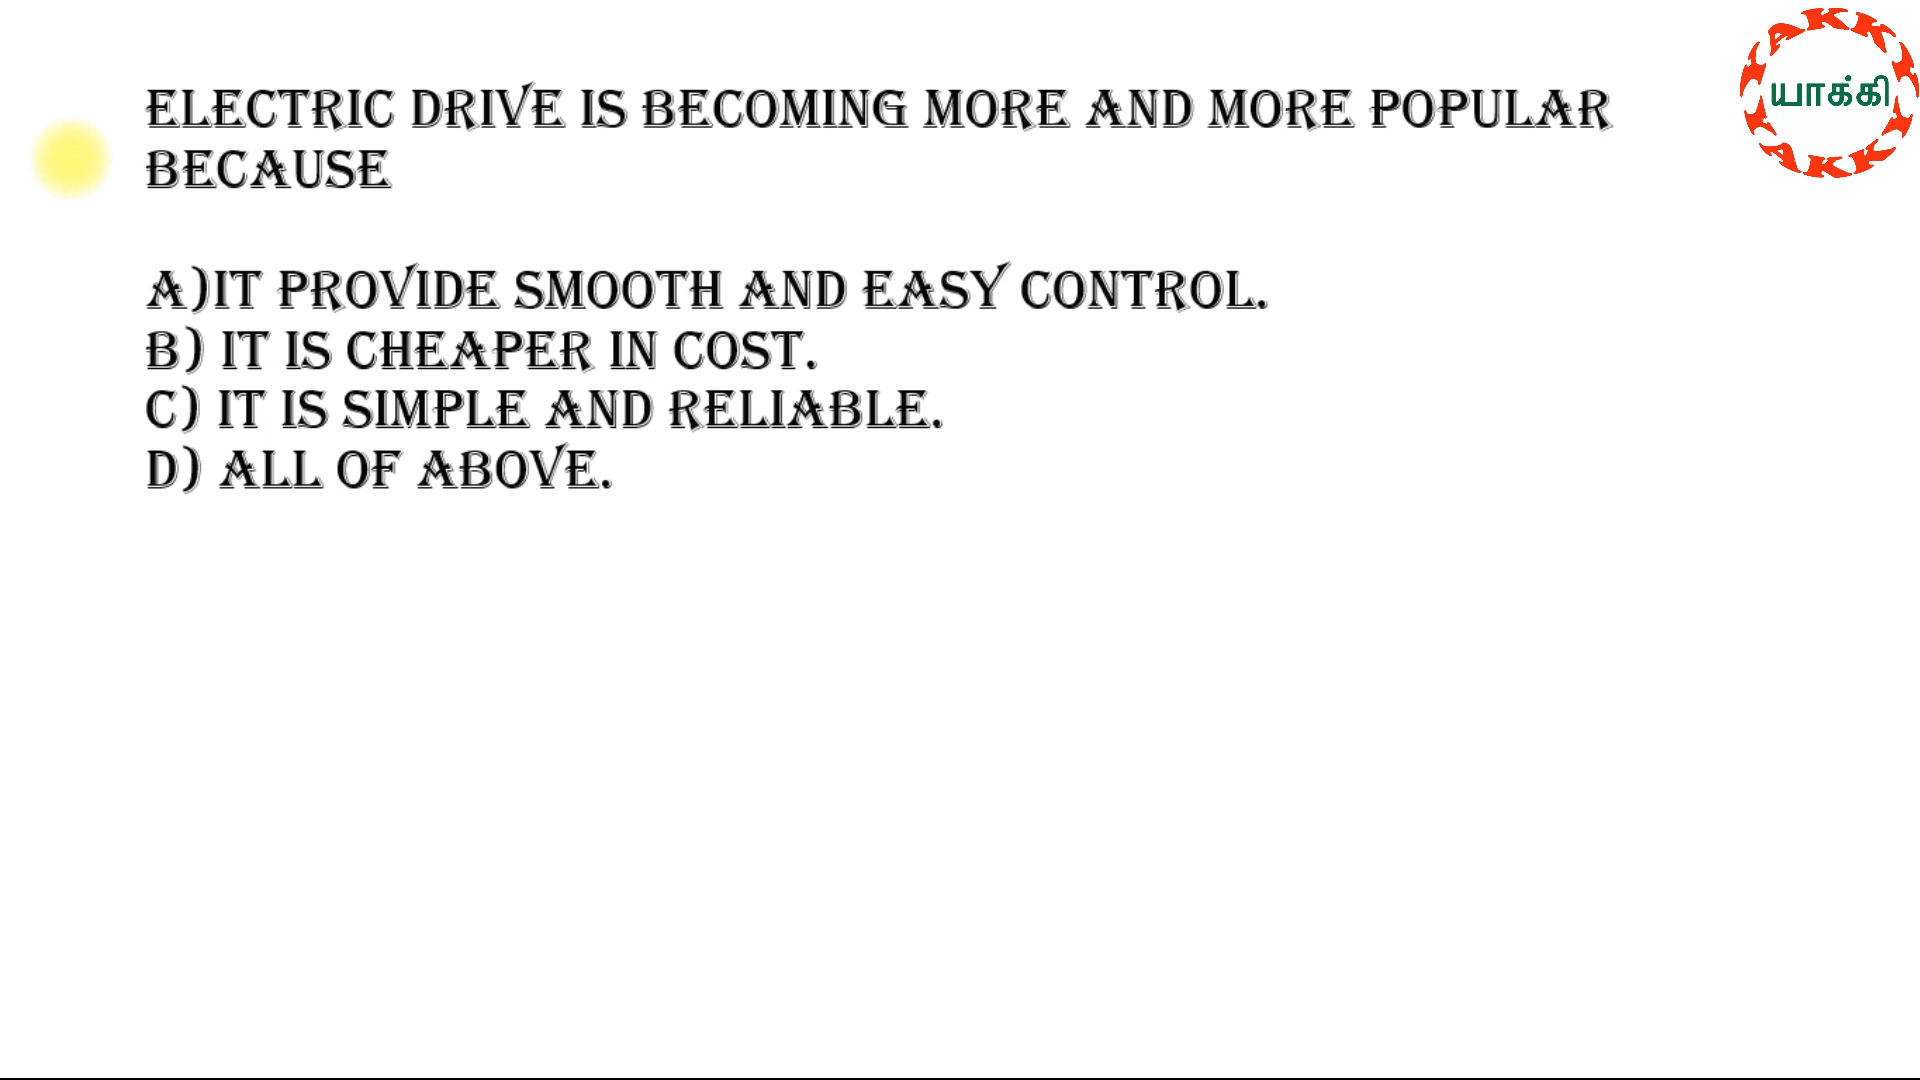 ELECTRIC DRIVE IS BECOMING MORE AND MORE POPULAR
BECAUSE
A)IT PROVIDE SMOOTH AND EASY CONTROL.
B) IT IS CHEAPER IN COST.
C) IT IS SIMPLE AND RELIABLE.
D) ALL OF ABOVE.
யாக்கி